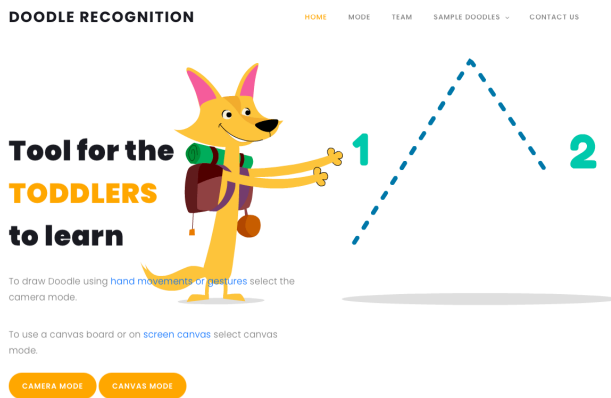 DOODLE RECOGNITION
HOME MODE TEAM SAMPLE DOODLES CONTACT US
1 2
Tool for the
TODDLERS
to learn
To draw Doodle using hand movements or gestures select the
camera mode.
To use a canvas board or on screen canvas select canvas
mode.
CAMERA MODE CANVAS MODE